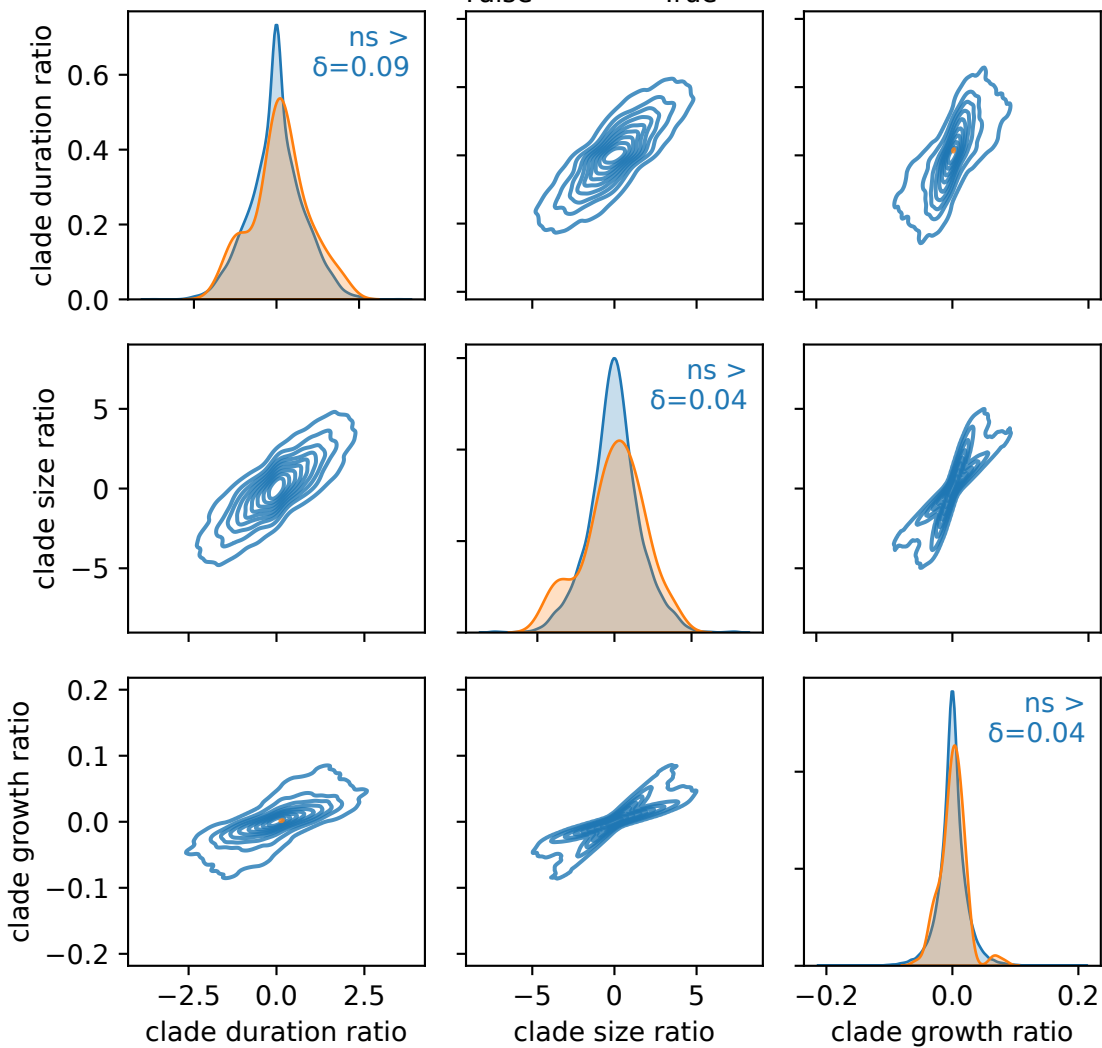 clade duration ratio
0.6
0.4
0.2
0.0
ns >
δ=0.09
clade size ratio
5
0
−5
ns >
δ=0.04
clade growth ratio
0.2
0.1
0.0
−0.1
−0.2
ns >
δ=0.04
−2.5 0.0 2.5
−5 0 5
−0.2 0.0 0.2
clade duration ratio
clade size ratio
clade growth ratio